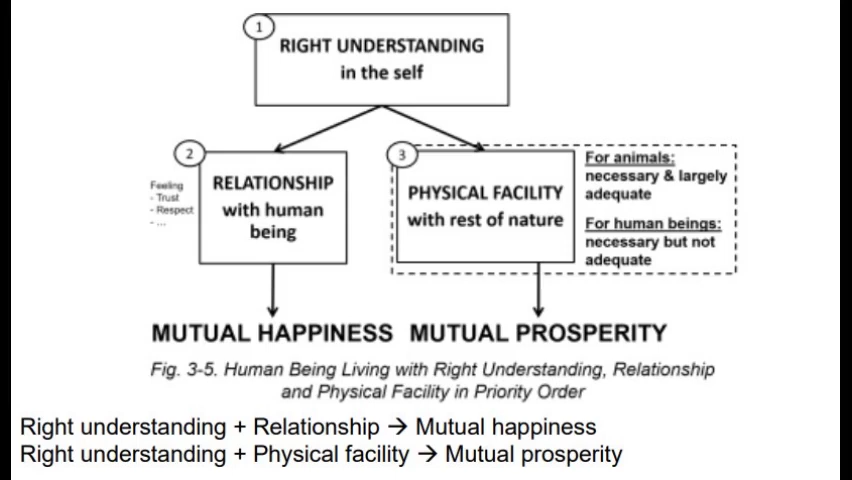 1
RIGHT UNDERSTANDING
in the self
2
RELATIONSHIP
with human
being
Feeling
- Trust
- Respect
- ...
3
PHYSICAL FACILITY
with rest of nature
For animals:
necessary & largely
adequate
For human beings:
necessary but not
adequate
MUTUAL HAPPINESS
MUTUAL PROSPERITY
Fig. 3-5. Human Being Living with Right Understanding, Relationship
and Physical Facility in Priority Order
Right understanding + Relationship → Mutual happiness
Right understanding + Physical facility → Mutual prosperity